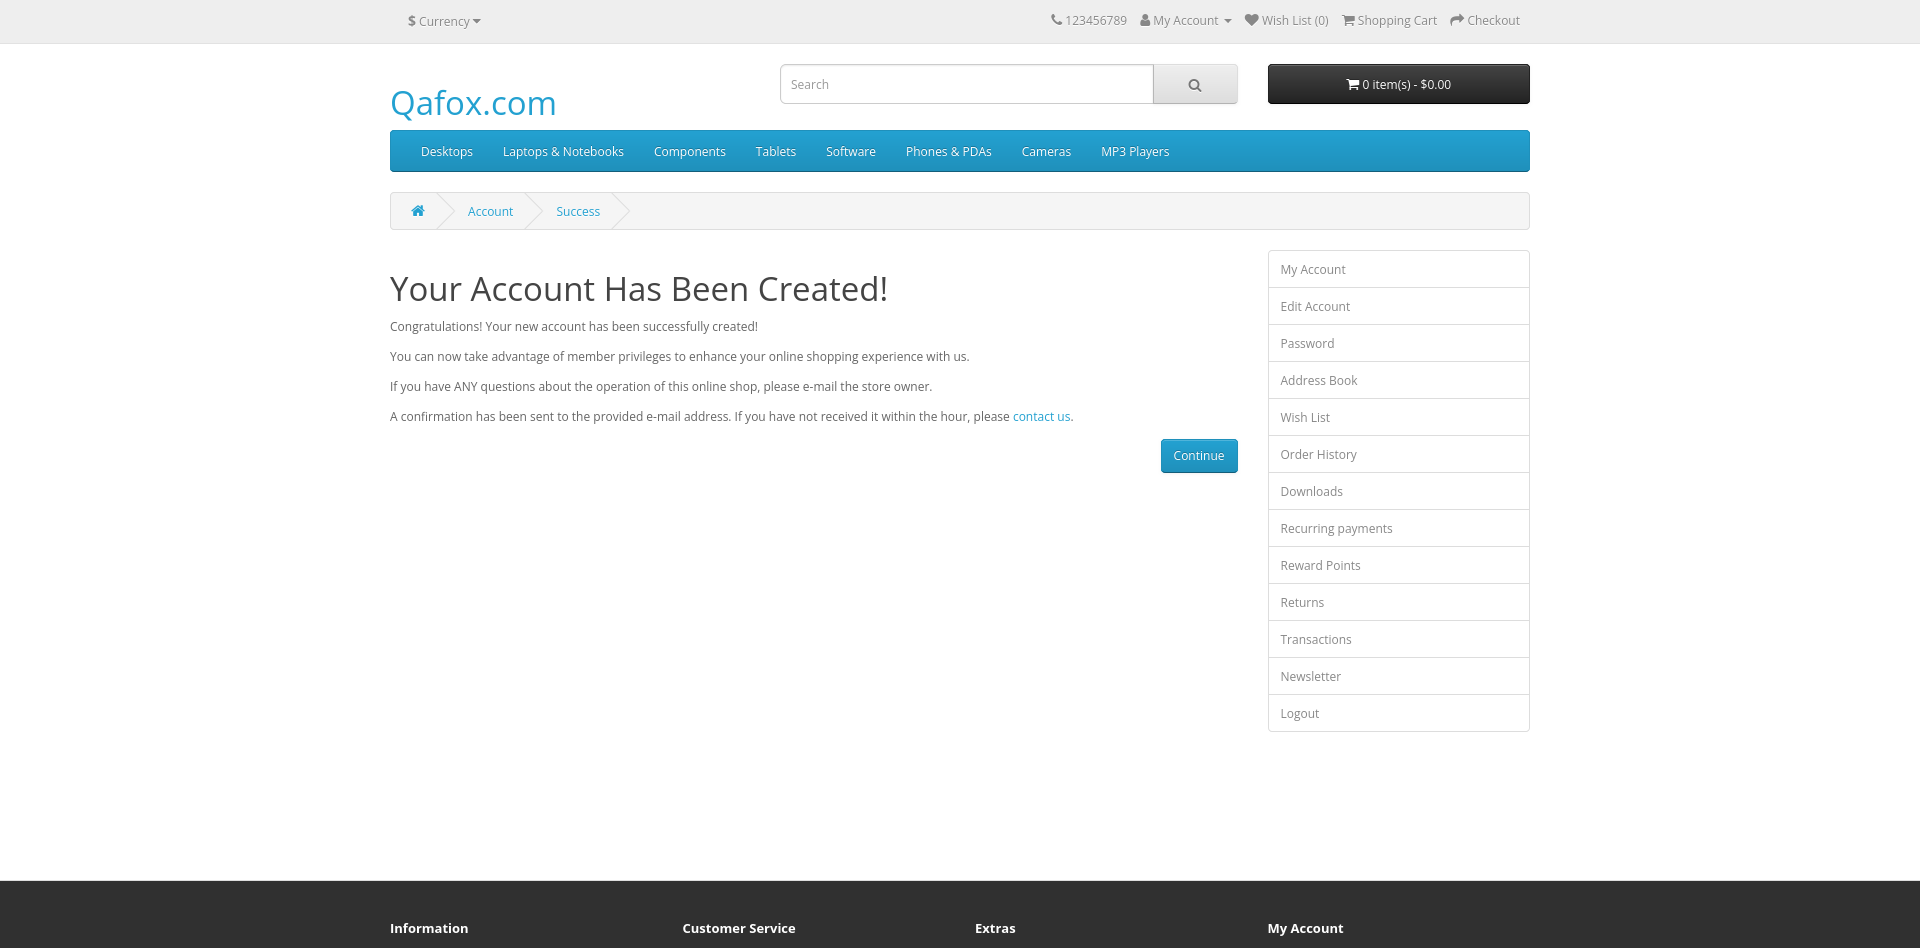 $ Currency
123456789 My Account Wish List (0) Shopping Cart Checkout
Qafox.com
Search
0 item(s) - $0.00
Desktops Laptops & Notebooks Components Tablets Software Phones & PDAs Cameras MP3 Players
Account Success
Your Account Has Been Created!
Congratulations! Your new account has been successfully created!
You can now take advantage of member privileges to enhance your online shopping experience with us.
If you have ANY questions about the operation of this online shop, please e-mail the store owner.
A confirmation has been sent to the provided e-mail address. If you have not received it within the hour, please contact us.
Continue
My Account
Edit Account
Password
Address Book
Wish List
Order History
Downloads
Recurring payments
Reward Points
Returns
Transactions
Newsletter
Logout
Information Customer Service Extras My Account